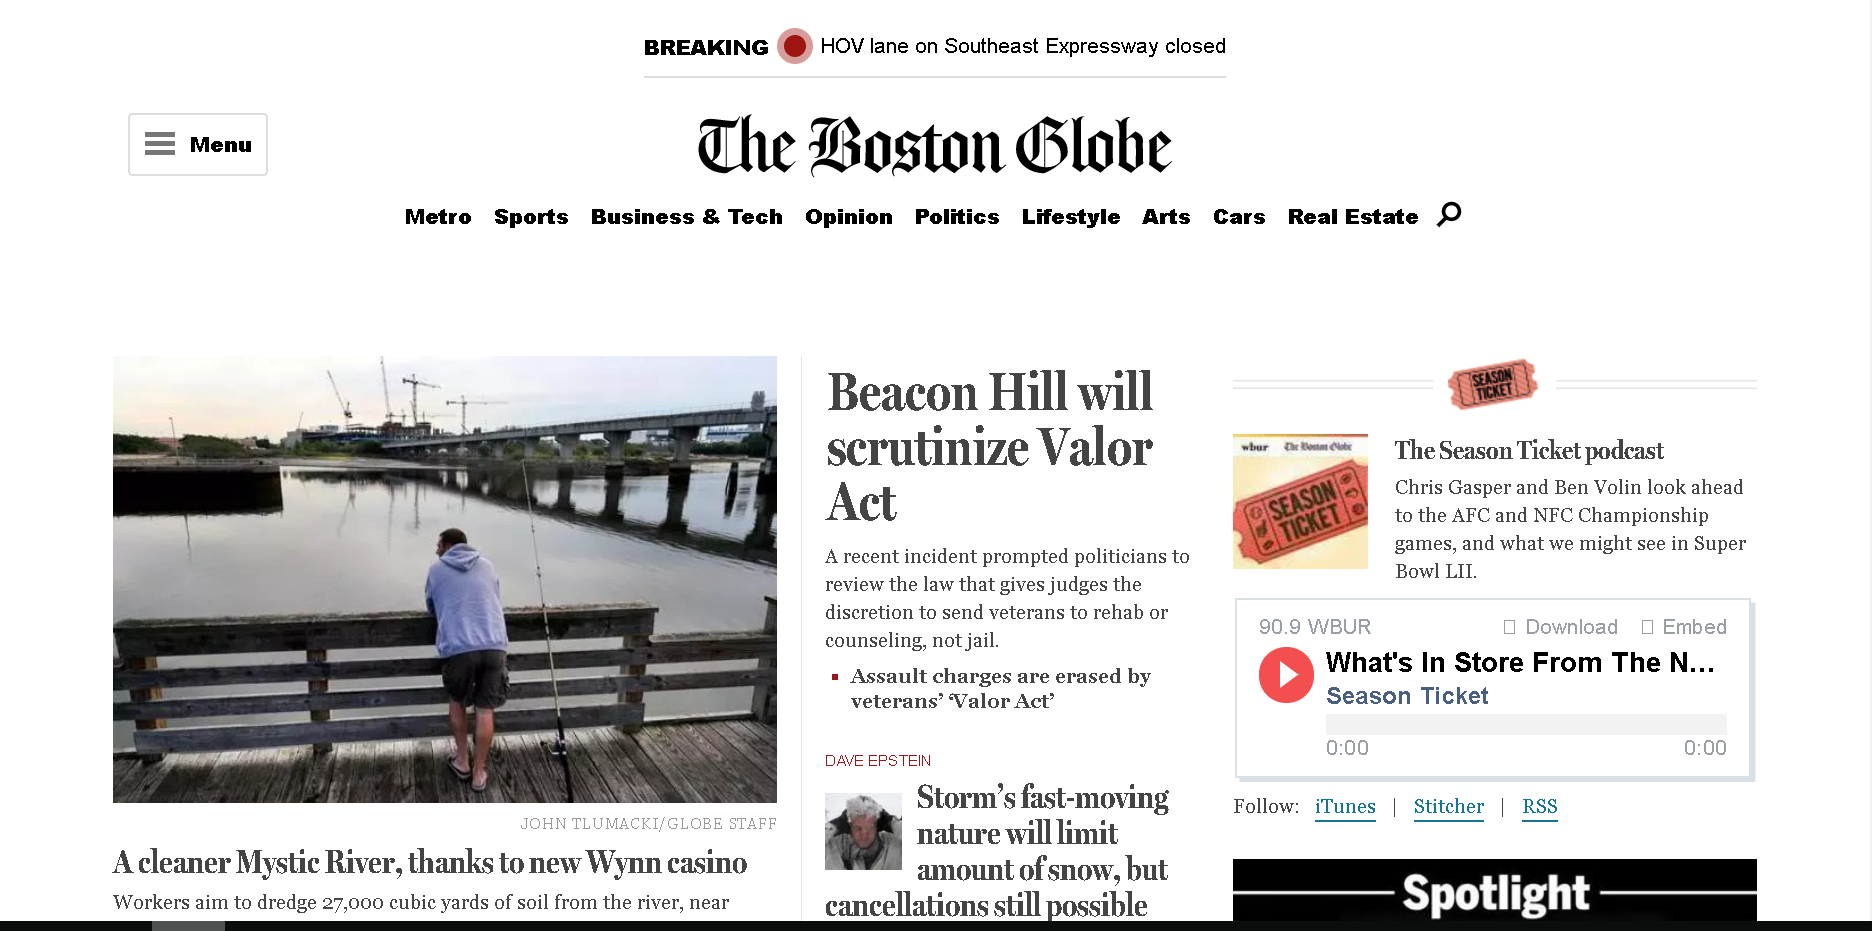 BREAKING HOV lane on Southeast Expressway closed
Menu
The Boston Globe
Metro Sports Business & Tech Opinion Politics Lifestyle Arts Cars Real Estate
JOHN TLUMACKI/GLOBE STAFF
A cleaner Mystic River, thanks to new Wynn casino
Workers aim to dredge 27,000 cubic yards of soil from the river, near
Beacon Hill will
scrutinize Valor
Act
A recent incident prompted politicians to
review the law that gives judges the
discretion to send veterans to rehab or
counseling, not jail.
Assault charges are erased by
veterans’ ‘Valor Act’
DAVE EPSTEIN
Storm’s fast-moving
nature will limit
amount of snow, but
cancellations still possible
SEASON
TICKET
wbur The Boston Globe
SEASON
TICKET
The Season Ticket podcast
Chris Gasper and Ben Volin look ahead
to the AFC and NFC Championship
games, and what we might see in Super
Bowl LII.
90.9 WBUR Download Embed
What's In Store From The N...
Season Ticket
0:00 0:00
Follow: iTunes | Stitcher | RSS
Spotlight